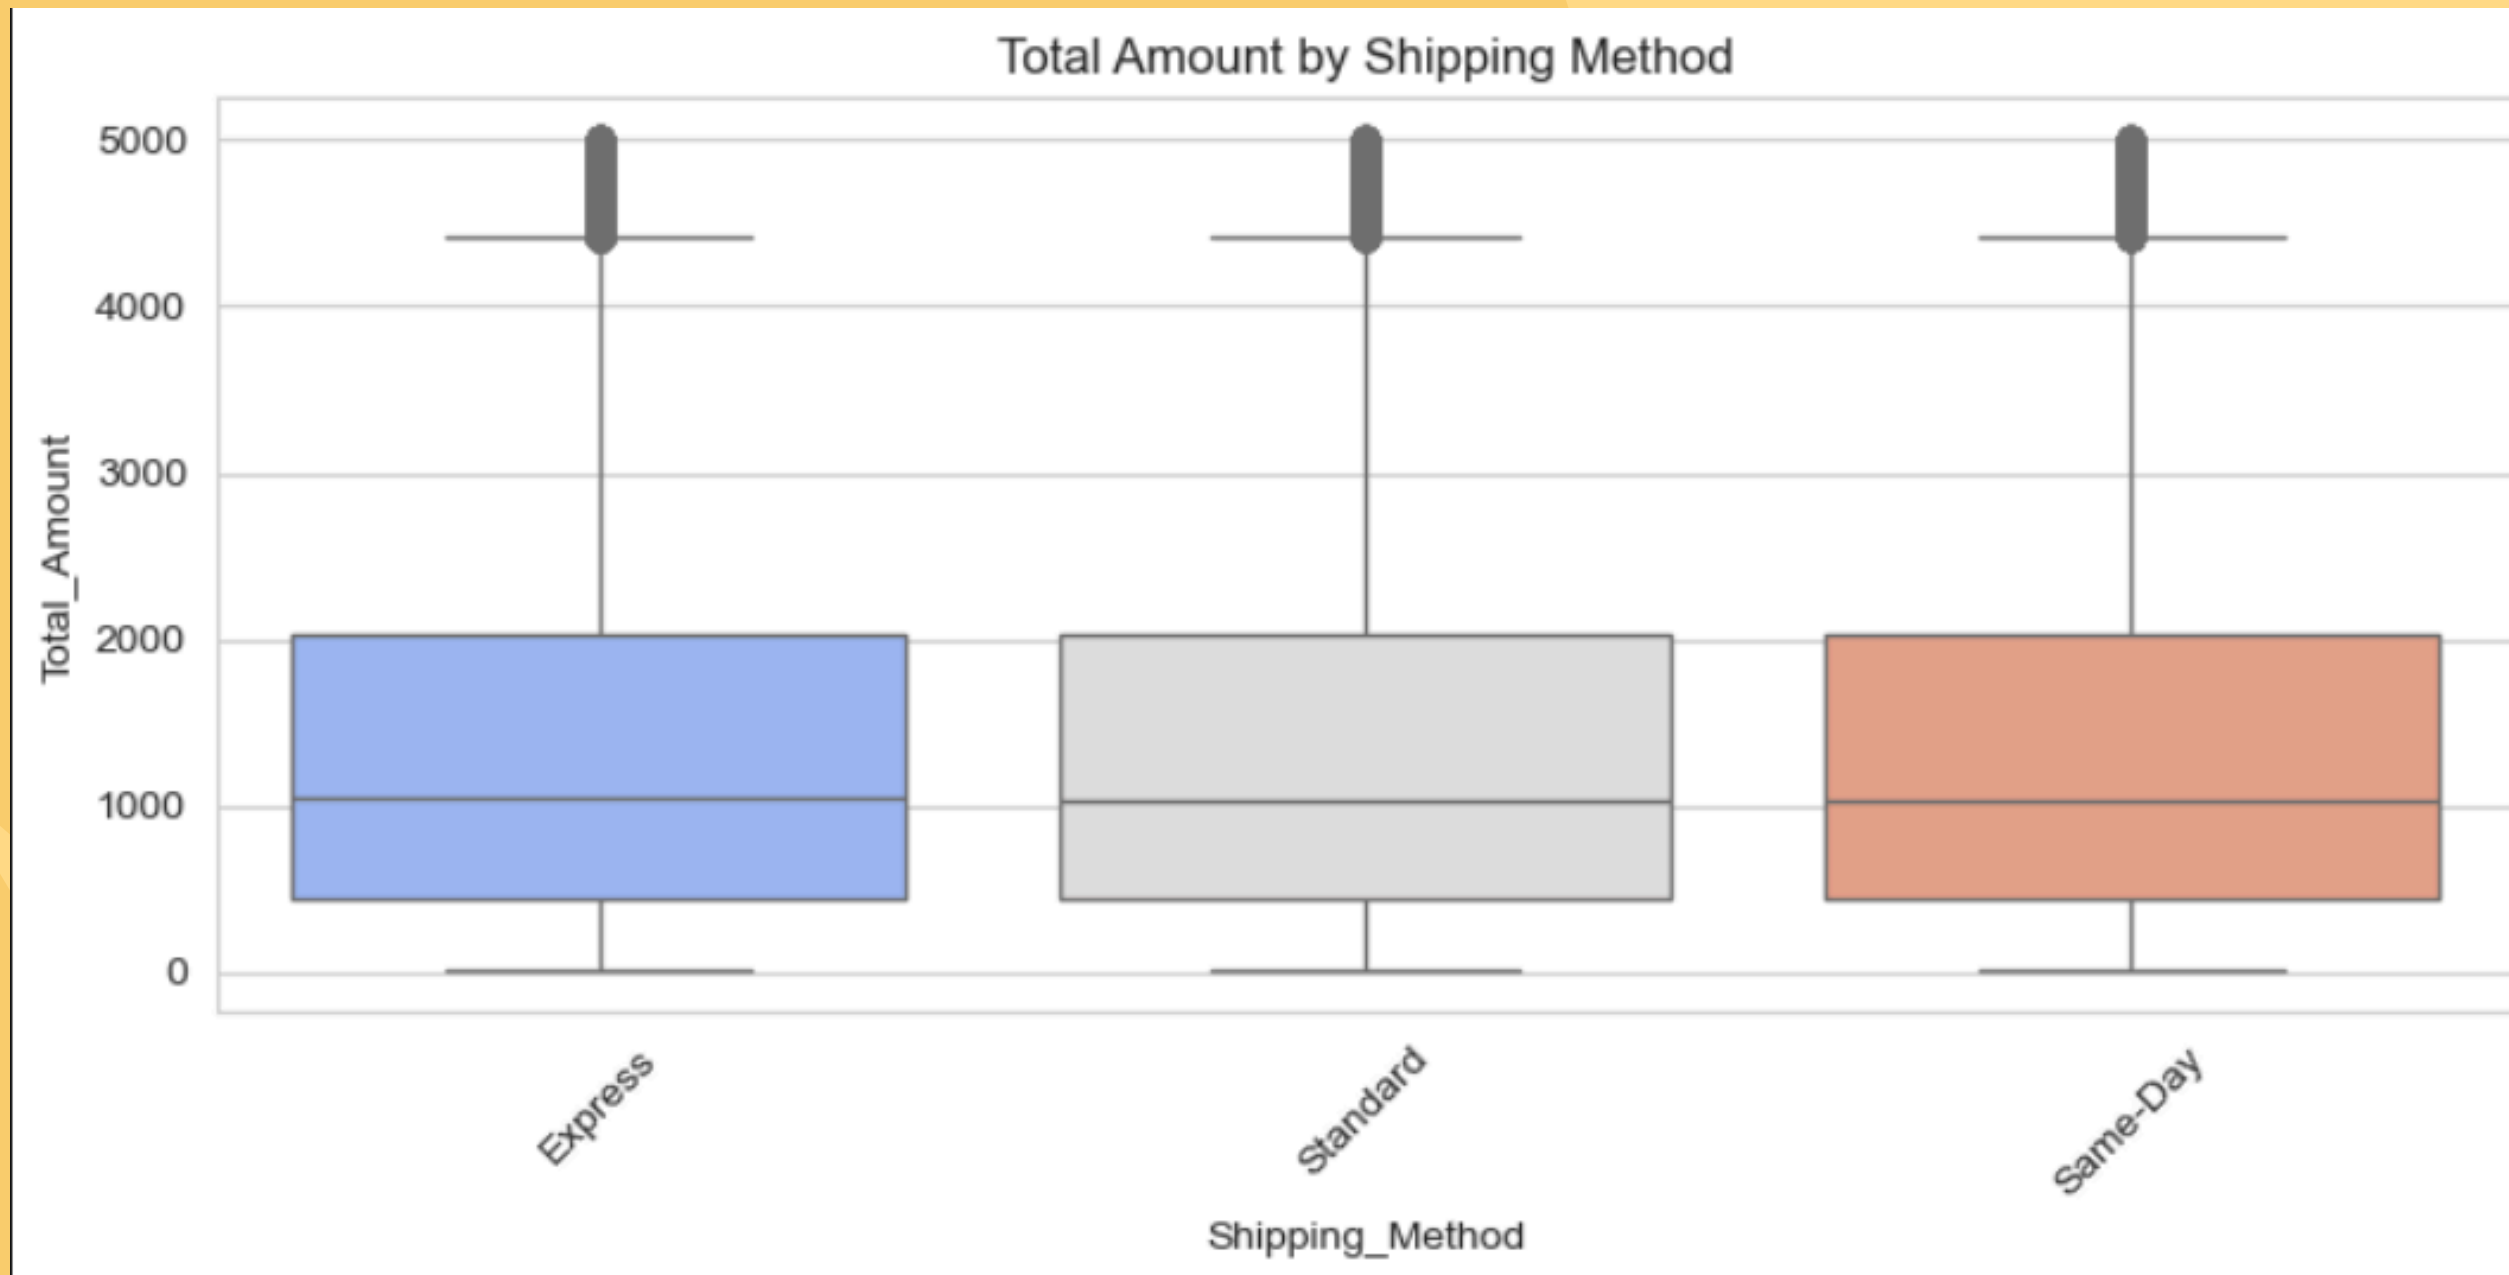 Total Amount by Shipping Method
5000
4000
3000
2000
1000
0
Total_Amount
Express
Standard
Same-Day
Shipping_Method